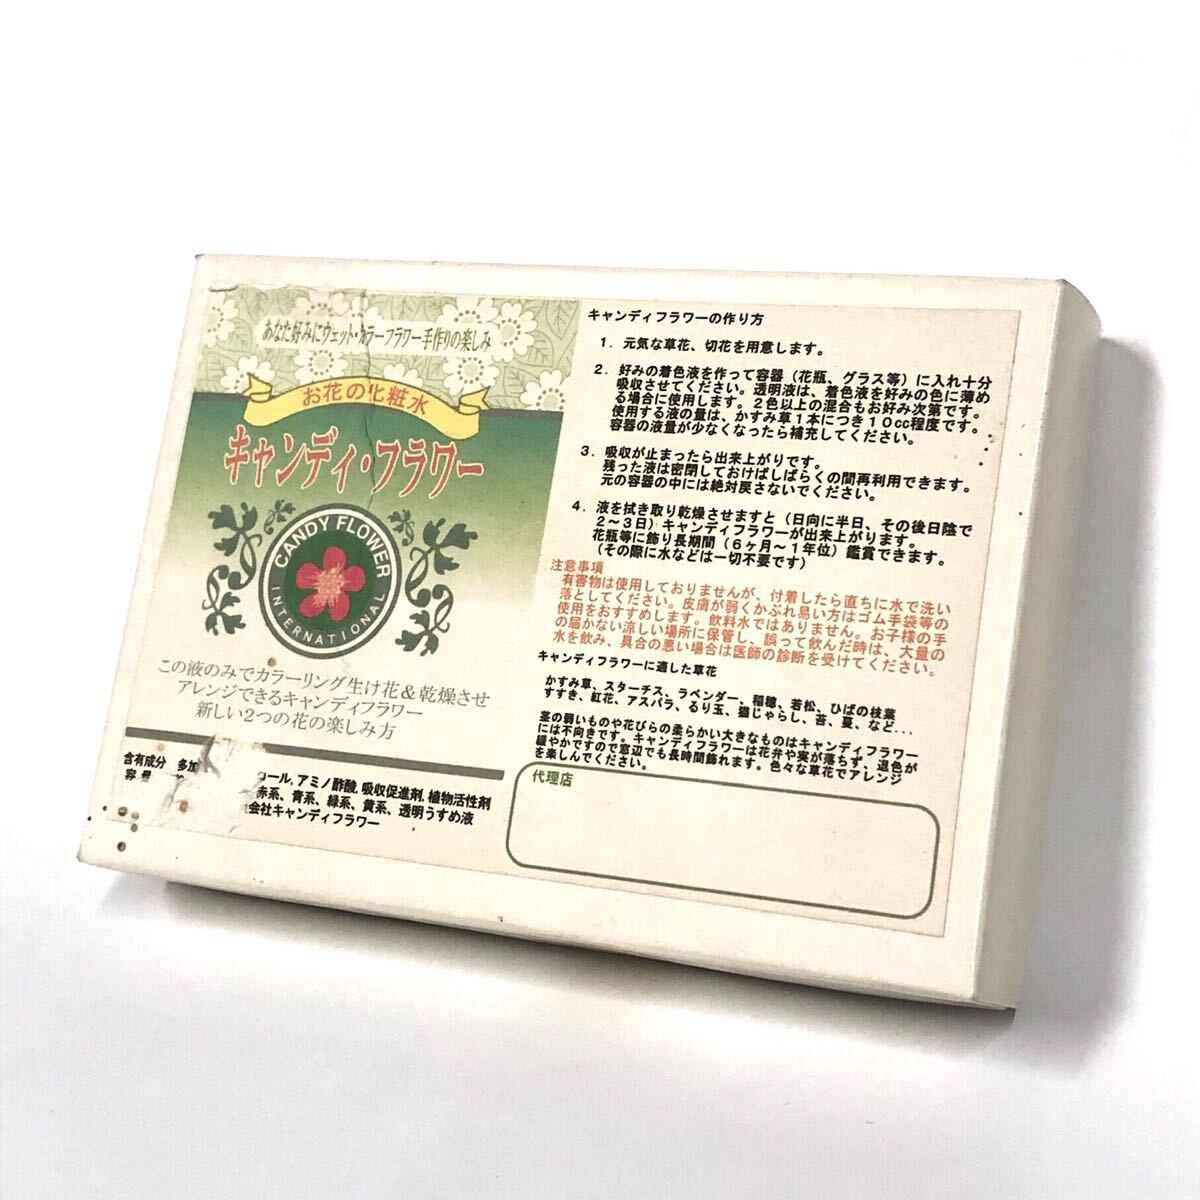 あなた好みにウェット・カラーフラワー手作りの楽しみ
お花の化粧水
キャンディ・フラワー
CANDY FLOWER
INTERNATIONAL
この液のみでカラーリング生け花&乾燥させ
アレンジできるキャンディフラワー
新しい2つの花の楽しみ方
含有成分 多加
コール,アミノ酢酸,吸収促進剤,植物活性剤
容量
赤系、青系、緑系、黄系、透明うすめ液
会社キャンディフラワー
キャンディフラワーの作り方
1. 元気な草花、切花を用意します。
2. 好みの着色液を作って容器(花瓶、グラス等)に入れ十分
吸収させてください。透明液は、着色液を好みの色に薄め
る場合に使用します。2色以上の混合もお好み次第です。
使用する液の量は、かすみ草1本につき10cc程度です。
容器の液量が少なくなったら補充してください。
3. 吸収が止まったら出来上がりです。
残った液は密閉しておけばしばらくの間再利用できます。
元の容器の中には絶対戻さないでください。
4. 液を拭き取り乾燥させますと(日向に半日、その後日陰で
2～3日)キャンディフラワーが出来上がります。
花瓶等に飾り長期間(6ヶ月～1年位)鑑賞できます。
(その際に水などは一切不要です)
注意事項
有害物は使用しておりませんが、付着したら直ちに水で洗い
落としてください。皮膚が弱くかぶれ易い方はゴム手袋等の
使用をおすすめします。飲料水ではありません。お子様の手
の届かない涼しい場所に保管し、誤って飲んだ時は、大量の
水を飲み、具合の悪い場合は医師の診断を受けてください。
キャンディフラワーに適した草花
かすみ草、スターチス、ラベンダー、稲穂、若松、ひばの枝葉
すすき、紅花、アスパラ、るり玉、猫じゃらし、苔、蔓、など...
茎の弱いものや花びらの柔らかい大きなものはキャンディフラワー
には不向きです。キャンディフラワーは花弁や実が落ちず、退色が
緩やかですので窓辺でも長時間飾れます。色々な草花でアレンジ
を楽しんでください。
代理店